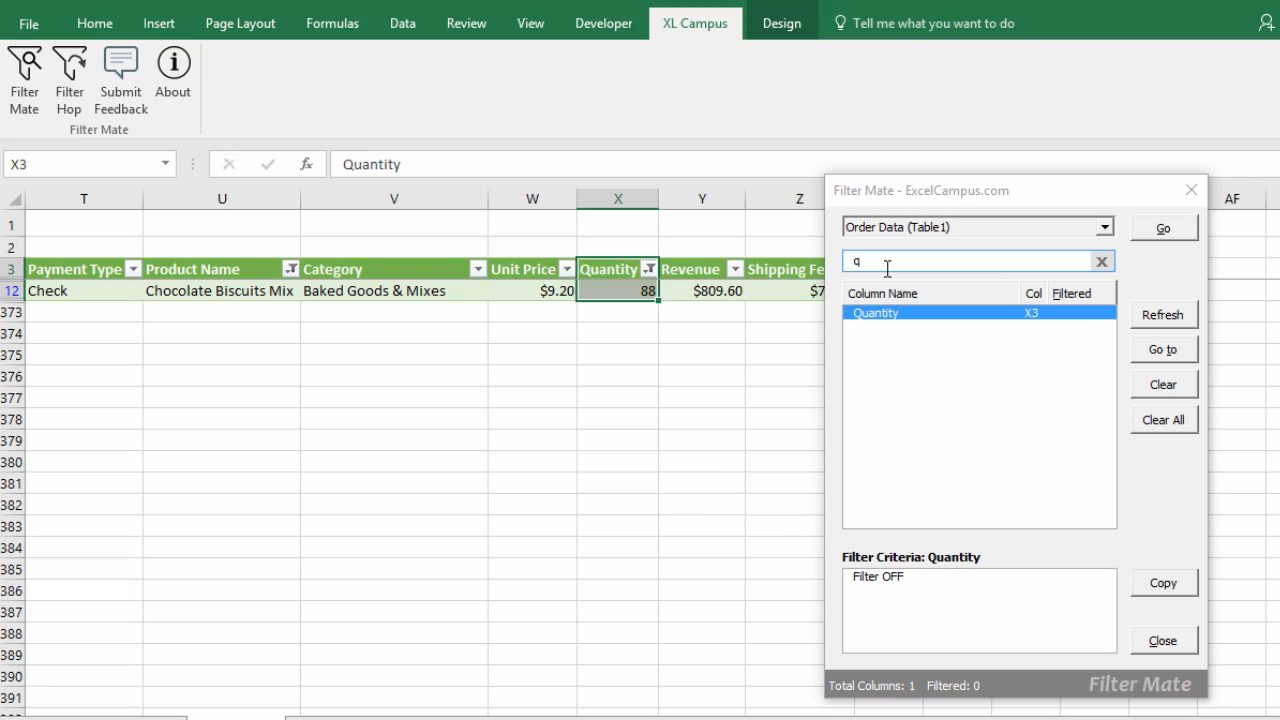 File Home Insert Page Layout Formulas Data Review View Developer XL Campus Design Tell me what you want to do
Filter Mate
Filter Hop
Submit Feedback
About
Filter Mate
X3 fx Quantity
T U V W X Y Z AF
1
2
3 Payment Type Product Name Category Unit Price Quantity Revenue Shipping Fe
12 Check Chocolate Biscuits Mix Baked Goods & Mixes $9.20 88 $809.60 $7
373
374
375
376
377
378
379
380
381
382
383
384
385
386
387
388
389
390
391
Filter Mate - ExcelCampus.com
Order Data (Table1) Go
q X
Column Name Col Filtered
Quantity X3
Refresh
Go to
Clear
Clear All
Filter Criteria: Quantity
Filter OFF
Copy
Close
Total Columns: 1 Filtered: 0 Filter Mate